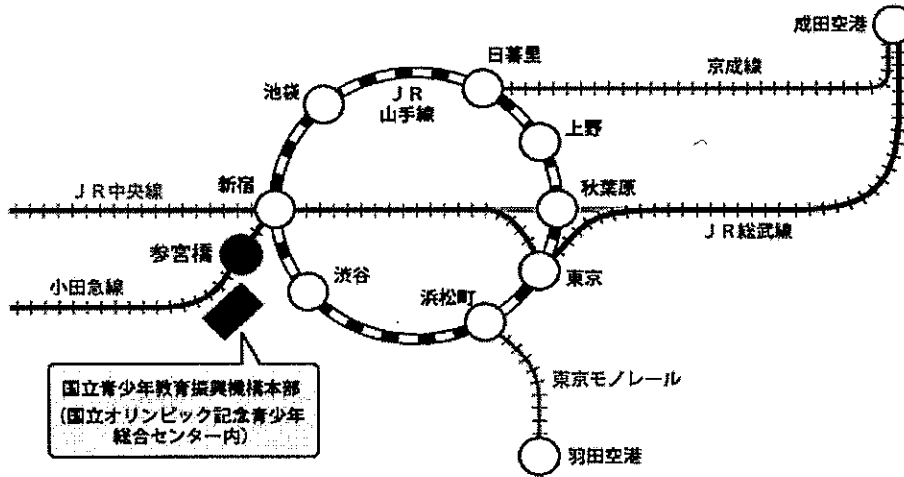 成田空港
日暮里
京成線
池袋
ＪＲ
山手線
上野
新宿
秋葉原
ＪＲ中央線
ＪＲ総武線
参宮橋
渋谷
東京
小田急線
浜松町
国立青少年教育振興機構本部
（国立オリンピック記念青少年
総合センター内）
東京モノレール
羽田空港